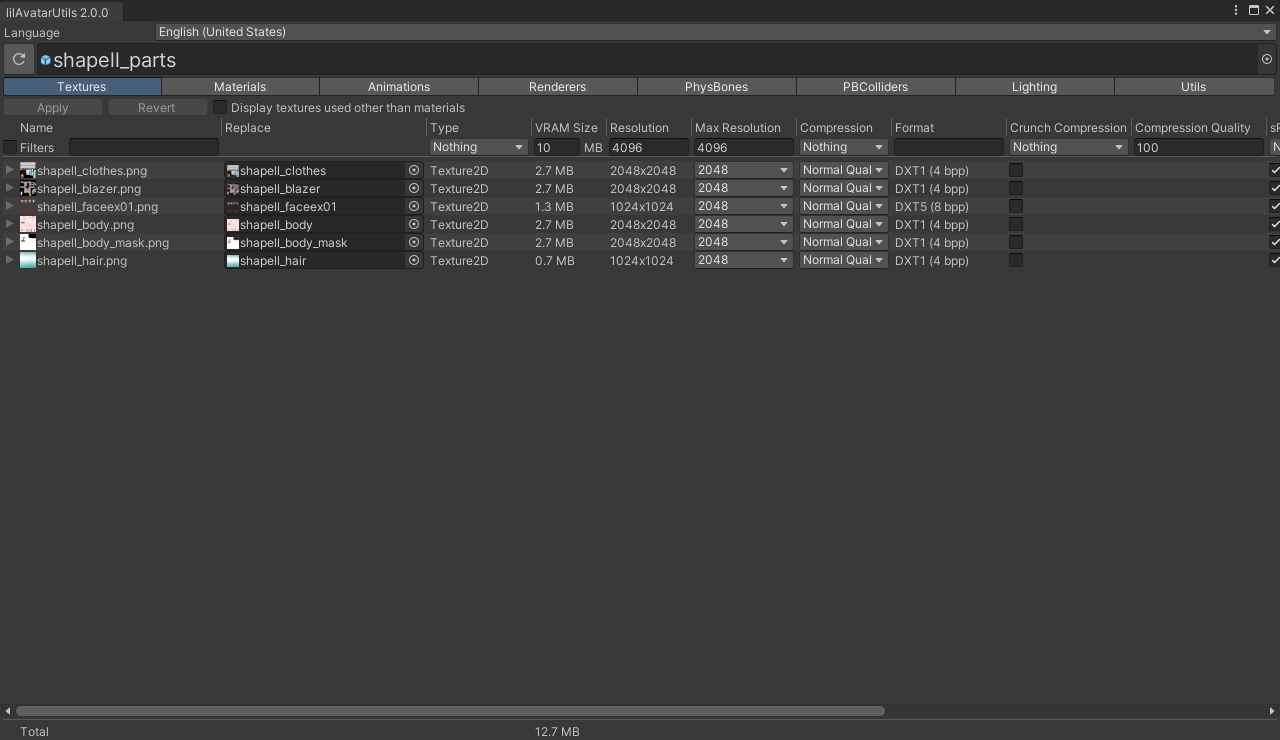 lilAvatarUtils 2.0.0
Language English (United States)
shapell_parts
Textures Materials Animations Renderers PhysBones PBColliders Lighting Utils
Apply Revert Display textures used other than materials
Name Replace Type VRAM Size Resolution Max Resolution Compression Format Crunch Compression Compression Quality
Filters Nothing 10 MB 4096 4096 Nothing Nothing 100
shapell_clothes.png shapell_clothes Texture2D 2.7 MB 2048x2048 2048 Normal Qual DXT1 (4 bpp)
shapell_blazer.png shapell_blazer Texture2D 2.7 MB 2048x2048 2048 Normal Qual DXT1 (4 bpp)
shapell_faceex01.png shapell_faceex01 Texture2D 1.3 MB 1024x1024 2048 Normal Qual DXT5 (8 bpp)
shapell_body.png shapell_body Texture2D 2.7 MB 2048x2048 2048 Normal Qual DXT1 (4 bpp)
shapell_body_mask.png shapell_body_mask Texture2D 2.7 MB 2048x2048 2048 Normal Qual DXT1 (4 bpp)
shapell_hair.png shapell_hair Texture2D 0.7 MB 1024x1024 2048 Normal Qual DXT1 (4 bpp)
Total 12.7 MB